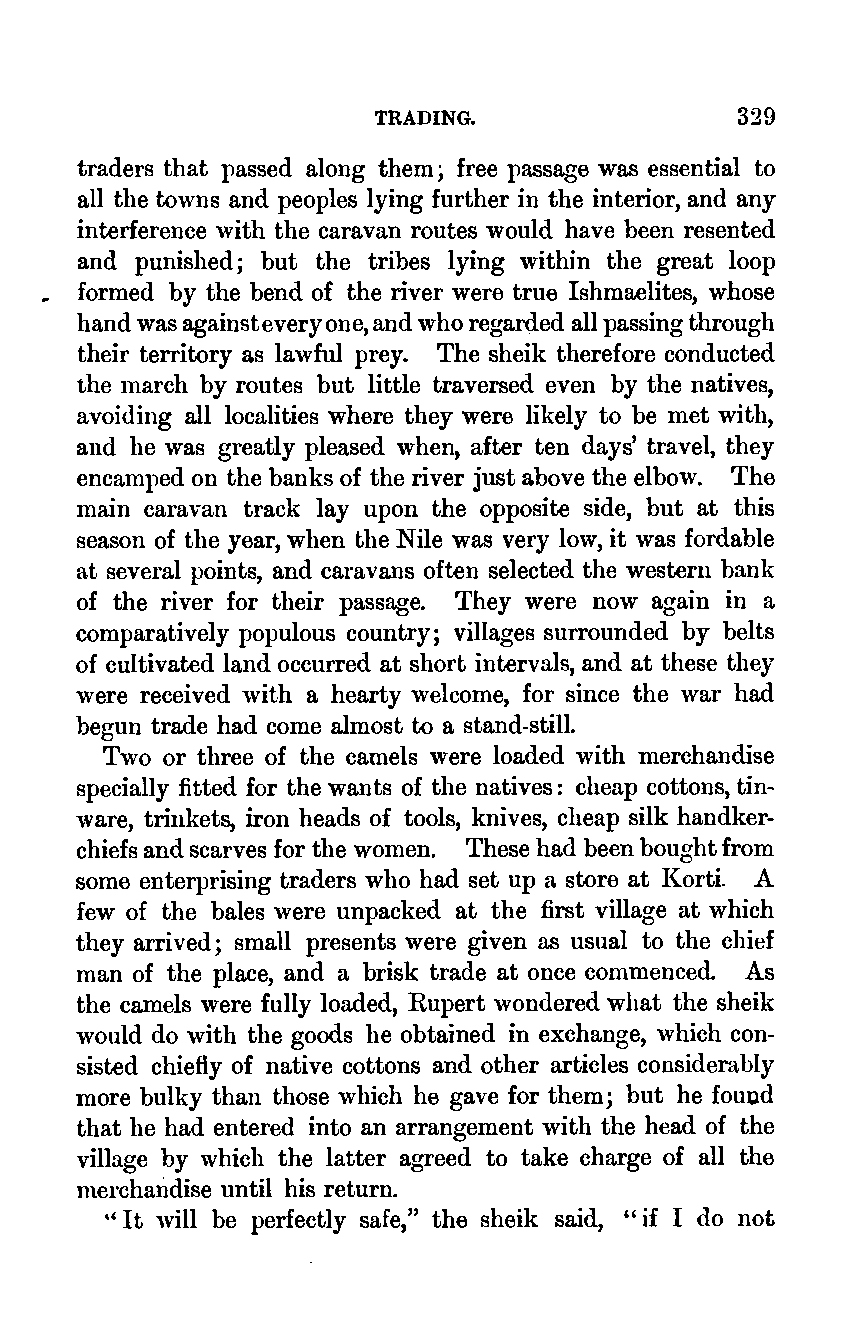 TRADING. 329
traders that passed along them; free passage was essential to
all the towns and peoples lying further in the interior, and any
interference with the caravan routes would have been resented
and punished; but the tribes lying within the great loop
formed by the bend of the river were true Ishmaelites, whose
hand was against every one, and who regarded all passing through
their territory as lawful prey. The sheik therefore conducted
the march by routes but little traversed even by the natives,
avoiding all localities where they were likely to be met with,
and he was greatly pleased when, after ten days' travel, they
encamped on the banks of the river just above the elbow. The
main caravan track lay upon the opposite side, but at this
season of the year, when the Nile was very low, it was fordable
at several points, and caravans often selected the western bank
of the river for their passage. They were now again in a
comparatively populous country; villages surrounded by belts
of cultivated land occurred at short intervals, and at these they
were received with a hearty welcome, for since the war had
begun trade had come almost to a stand-still.
Two or three of the camels were loaded with merchandise
specially fitted for the wants of the natives: cheap cottons, tin-
ware, trinkets, iron heads of tools, knives, cheap silk handker-
chiefs and scarves for the women. These had been bought from
some enterprising traders who had set up a store at Korti. A
few of the bales were unpacked at the first village at which
they arrived; small presents were given as usual to the chief
man of the place, and a brisk trade at once commenced. As
the camels were fully loaded, Rupert wondered what the sheik
would do with the goods he obtained in exchange, which con-
sisted chiefly of native cottons and other articles considerably
more bulky than those which he gave for them; but he found
that he had entered into an arrangement with the head of the
village by which the latter agreed to take charge of all the
merchandise until his return.
"It will be perfectly safe," the sheik said, "if I do not